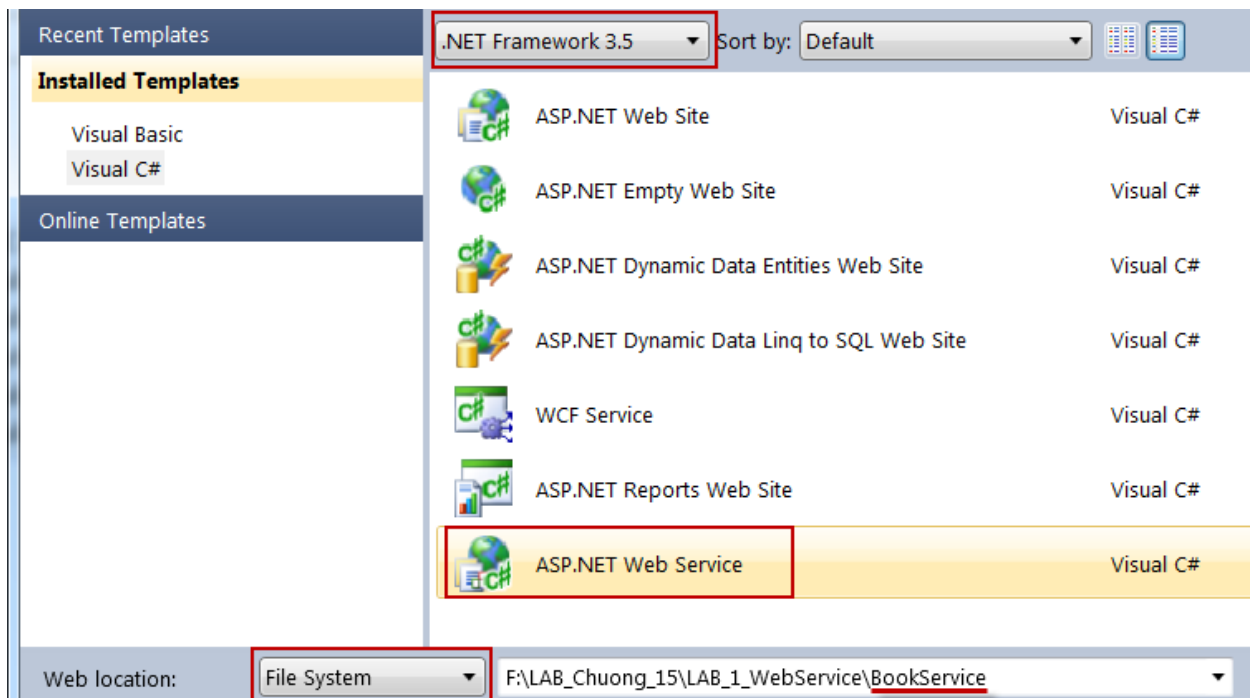 Recent Templates
Installed Templates
Visual Basic
Visual C#
Online Templates
.NET Framework 3.5 Sort by: Default
ASP.NET Web Site Visual C#
ASP.NET Empty Web Site Visual C#
ASP.NET Dynamic Data Entities Web Site Visual C#
ASP.NET Dynamic Data Linq to SQL Web Site Visual C#
WCF Service Visual C#
ASP.NET Reports Web Site Visual C#
ASP.NET Web Service Visual C#
Web location: File System F:\LAB_Chuong_15\LAB_1_WebService\BookService